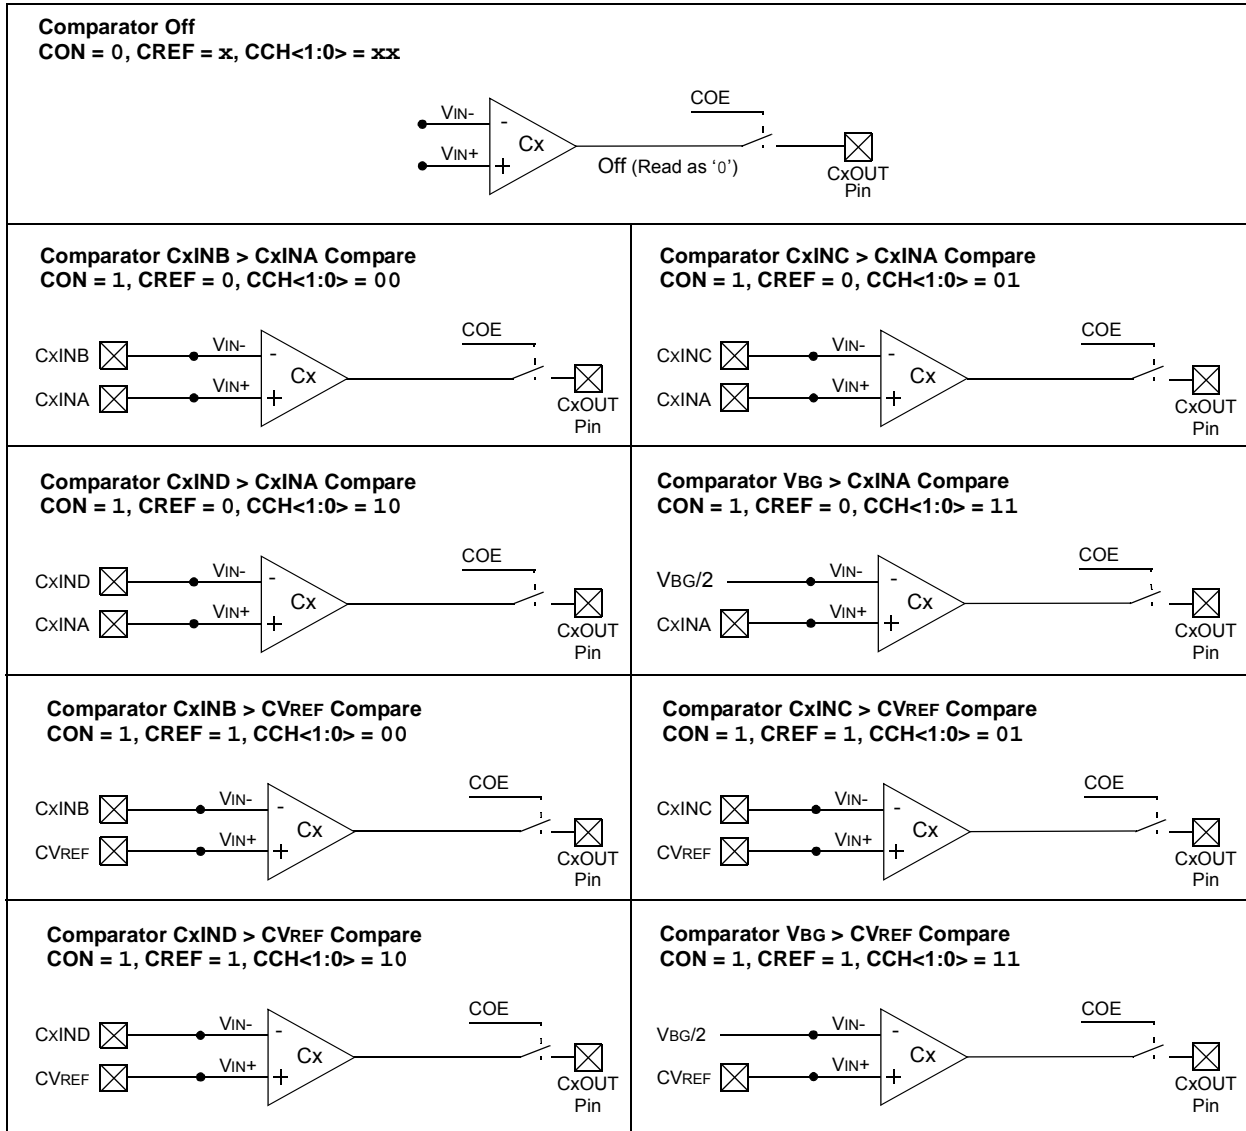 Comparator Off
CON = 0, CREF = x, CCH<1:0> = xx
COE
VIN-
-
Cx
VIN+
+
Off (Read as ‘0’)
CxOUT
Pin
Comparator CxINB > CxINA Compare
CON = 1, CREF = 0, CCH<1:0> = 00
COE
CxINB
VIN-
-
Cx
CxINA
VIN+
+
CxOUT
Pin
Comparator CxINC > CxINA Compare
CON = 1, CREF = 0, CCH<1:0> = 01
COE
CxINC
VIN-
-
Cx
CxINA
VIN+
+
CxOUT
Pin
Comparator CxIND > CxINA Compare
CON = 1, CREF = 0, CCH<1:0> = 10
COE
CxIND
VIN-
-
Cx
CxINA
VIN+
+
CxOUT
Pin
Comparator VBG > CxINA Compare
CON = 1, CREF = 0, CCH<1:0> = 11
COE
VBG/2
VIN-
-
Cx
CxINA
VIN+
+
CxOUT
Pin
Comparator CxINB > CVREF Compare
CON = 1, CREF = 1, CCH<1:0> = 00
COE
CxINB
VIN-
-
Cx
CVREF
VIN+
+
CxOUT
Pin
Comparator CxINC > CVREF Compare
CON = 1, CREF = 1, CCH<1:0> = 01
COE
CxINC
VIN-
-
Cx
CVREF
VIN+
+
CxOUT
Pin
Comparator CxIND > CVREF Compare
CON = 1, CREF = 1, CCH<1:0> = 10
COE
CxIND
VIN-
-
Cx
CVREF
VIN+
+
CxOUT
Pin
Comparator VBG > CVREF Compare
CON = 1, CREF = 1, CCH<1:0> = 11
COE
VBG/2
VIN-
-
Cx
CVREF
VIN+
+
CxOUT
Pin